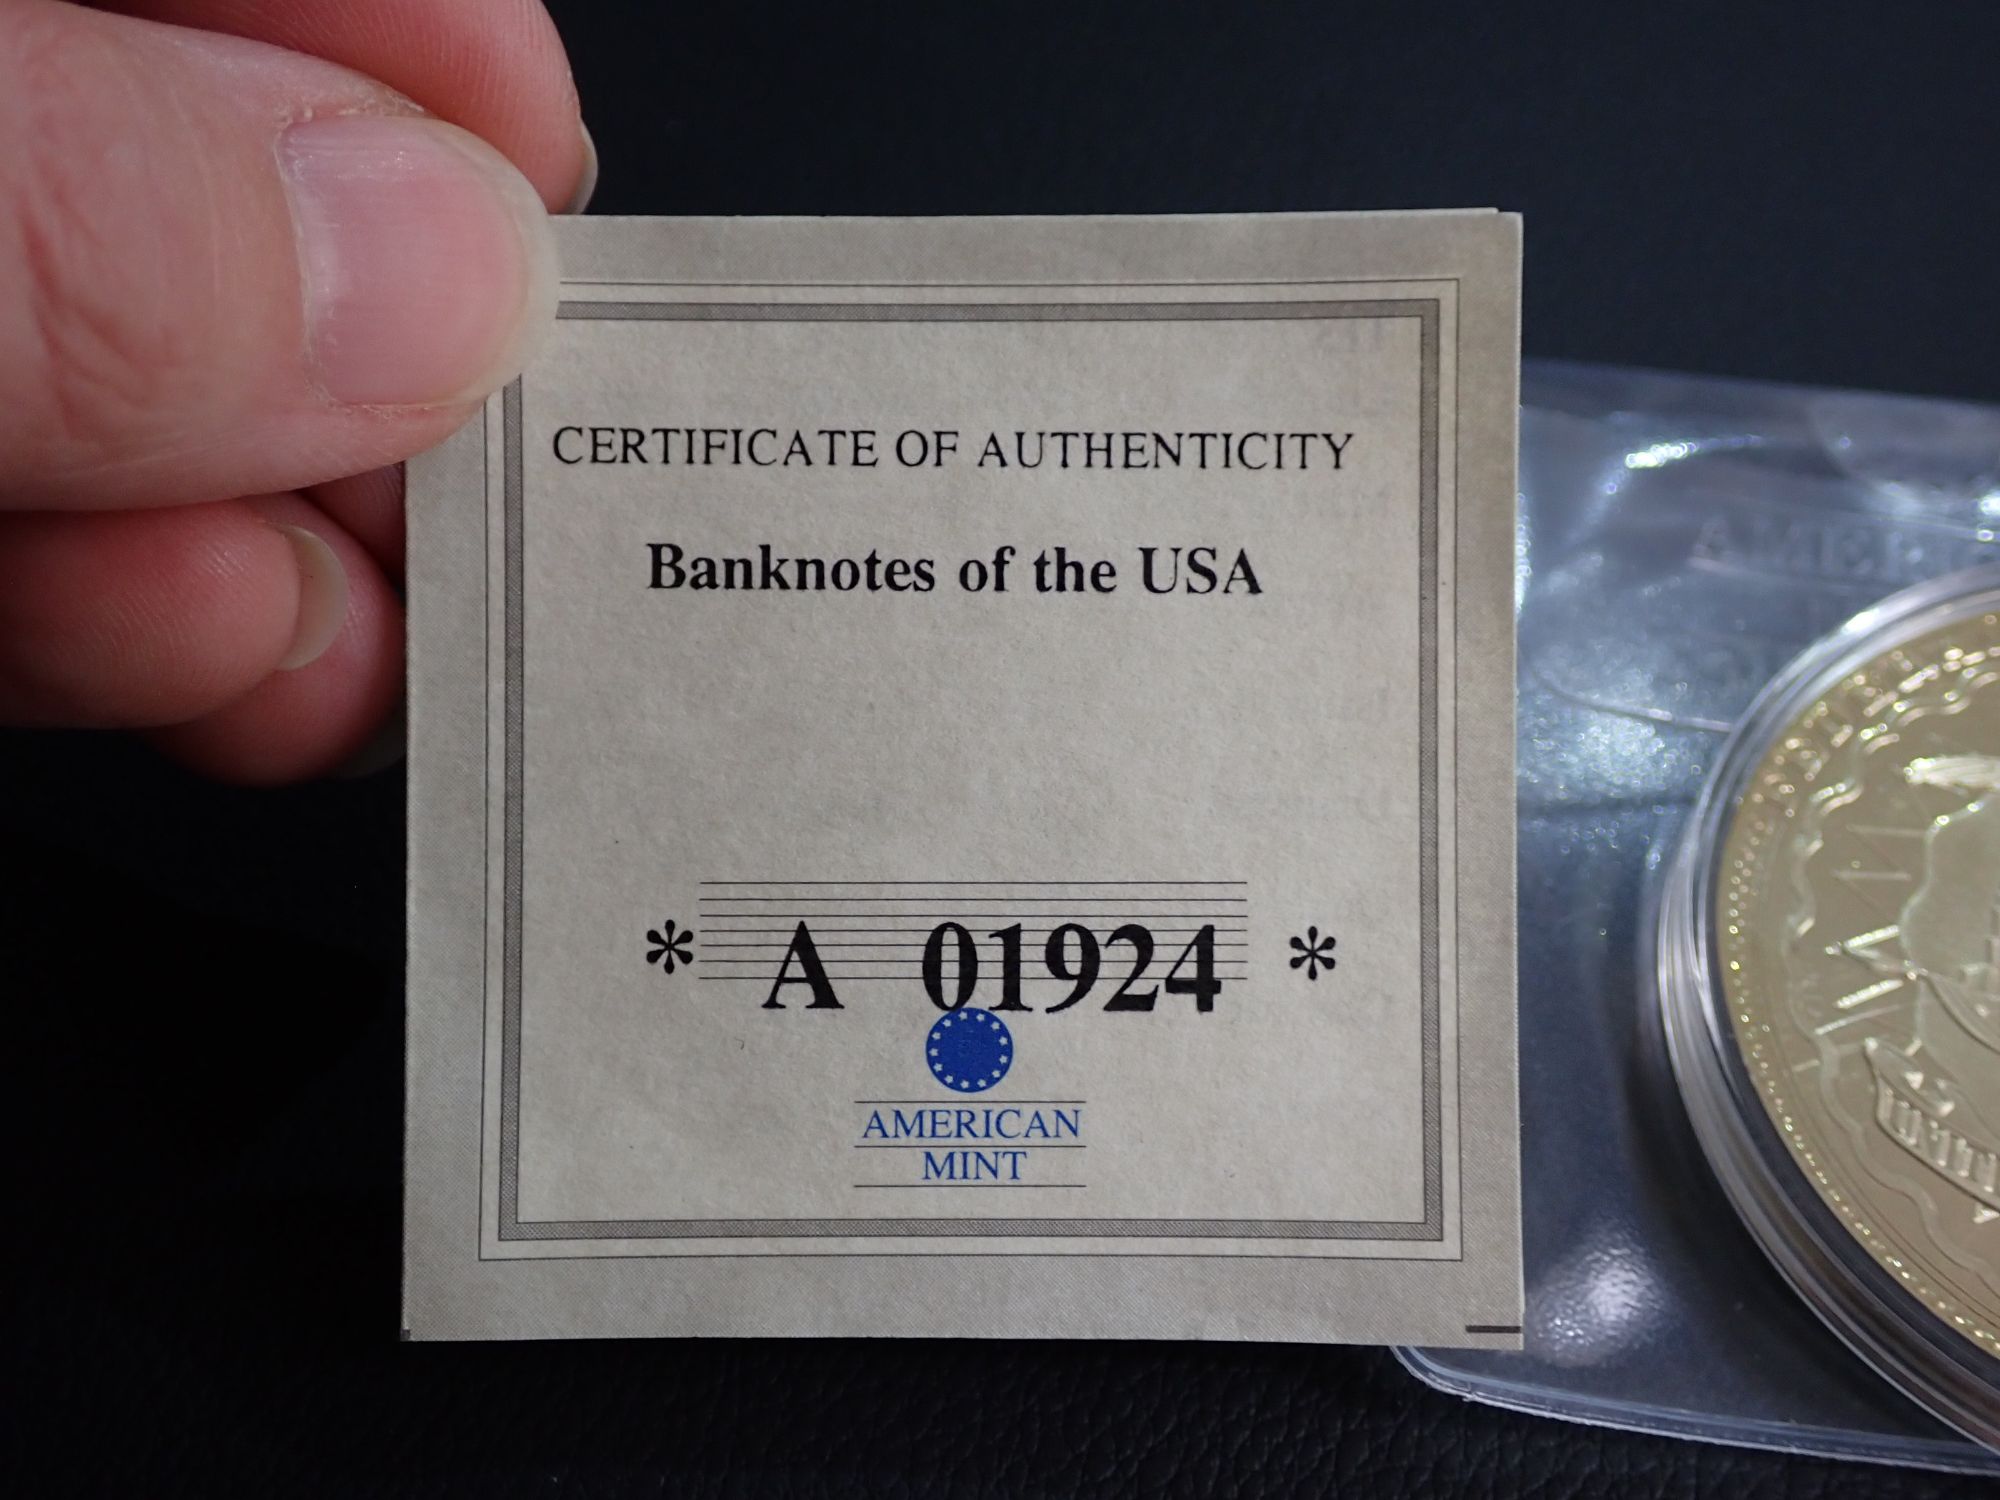 CERTIFICATE OF AUTHENTICITY
Banknotes of the USA
* A 01924 *
AMERICAN
MINT